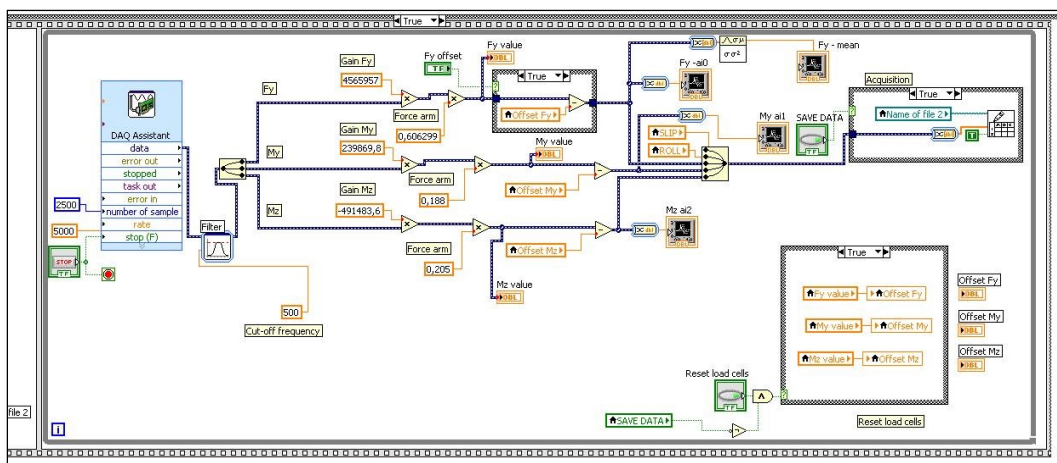 True
DAQ Assistant
data
error out
stopped
task out
error in
number of sample
rate
stop (F)
2500
5000
STOP
TF
Filter
500
Cut-off frequency
Fy
My
Mz
Gain Fy
4565957
Force arm
0,606299
Gain My
239869,8
Force arm
0,188
Gain Mz
-491483,6
Force arm
0,205
Fy value
DBL
Fy offset
TF
True
Offset Fy
My value
DBL
Offset My
Offset Mz
Mz value
DBL
Fy - mean
Fy -ai0
My ai1
Mz ai2
SLIP
ROLL
SAVE DATA
TF
Acquisition
True
Name of file 2
T
True
Fy value
Offset Fy
My value
Offset My
Mz value
Offset Mz
Offset Fy
DBL
Offset My
DBL
Offset Mz
DBL
Reset load cells
TF
SAVE DATA
Reset load cells
file 2
i